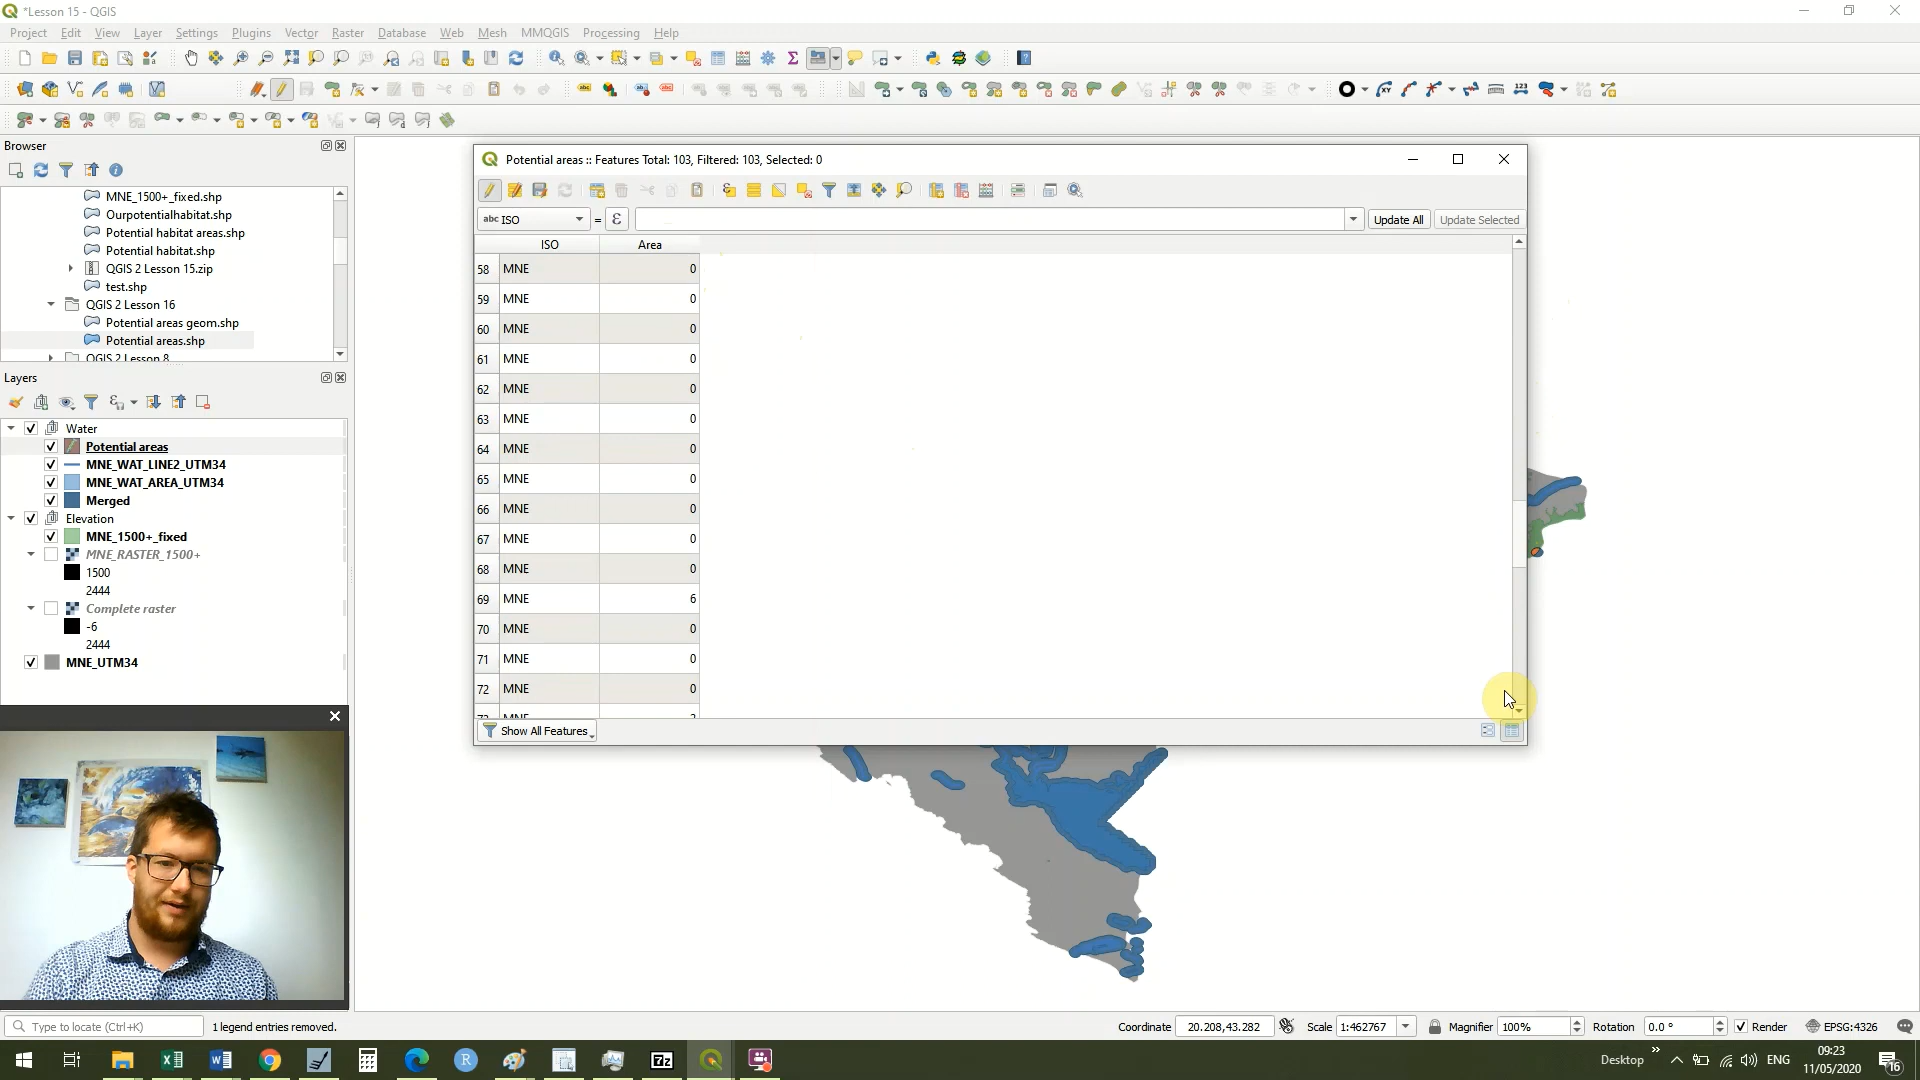 *Lesson 15 - QGIS
Project Edit View Layer Settings Plugins Vector Raster Database Web Mesh MMQGIS Processing Help
Browser
MNE_1500+_fixed.shp
Ourpotentialhabitat.shp
Potential habitat areas.shp
Potential habitat.shp
QGIS 2 Lesson 15.zip
test.shp
QGIS 2 Lesson 16
Potential areas geom.shp
Potential areas.shp
QGIS 2 Lesson 8
Layers
Water
Potential areas
MNE_WAT_LINE2_UTM34
MNE_WAT_AREA_UTM34
Merged
Elevation
MNE_1500+_fixed
MNE_RASTER_1500+
1500
2444
Complete raster
-6
2444
MNE_UTM34
Potential areas :: Features Total: 103, Filtered: 103, Selected: 0
abc ISO = ε Update All Update Selected
ISO Area
58 MNE 0
59 MNE 0
60 MNE 0
61 MNE 0
62 MNE 0
63 MNE 0
64 MNE 0
65 MNE 0
66 MNE 0
67 MNE 0
68 MNE 0
69 MNE 6
70 MNE 0
71 MNE 0
72 MNE 0
73 MNE 2
Show All Features
Type to locate (Ctrl+K) 1 legend entries removed. Coordinate 20.208,43.282 Scale 1:462767 Magnifier 100% Rotation 0.0 ° Render EPSG:4326
Desktop » ENG 09:23
11/05/2020 16